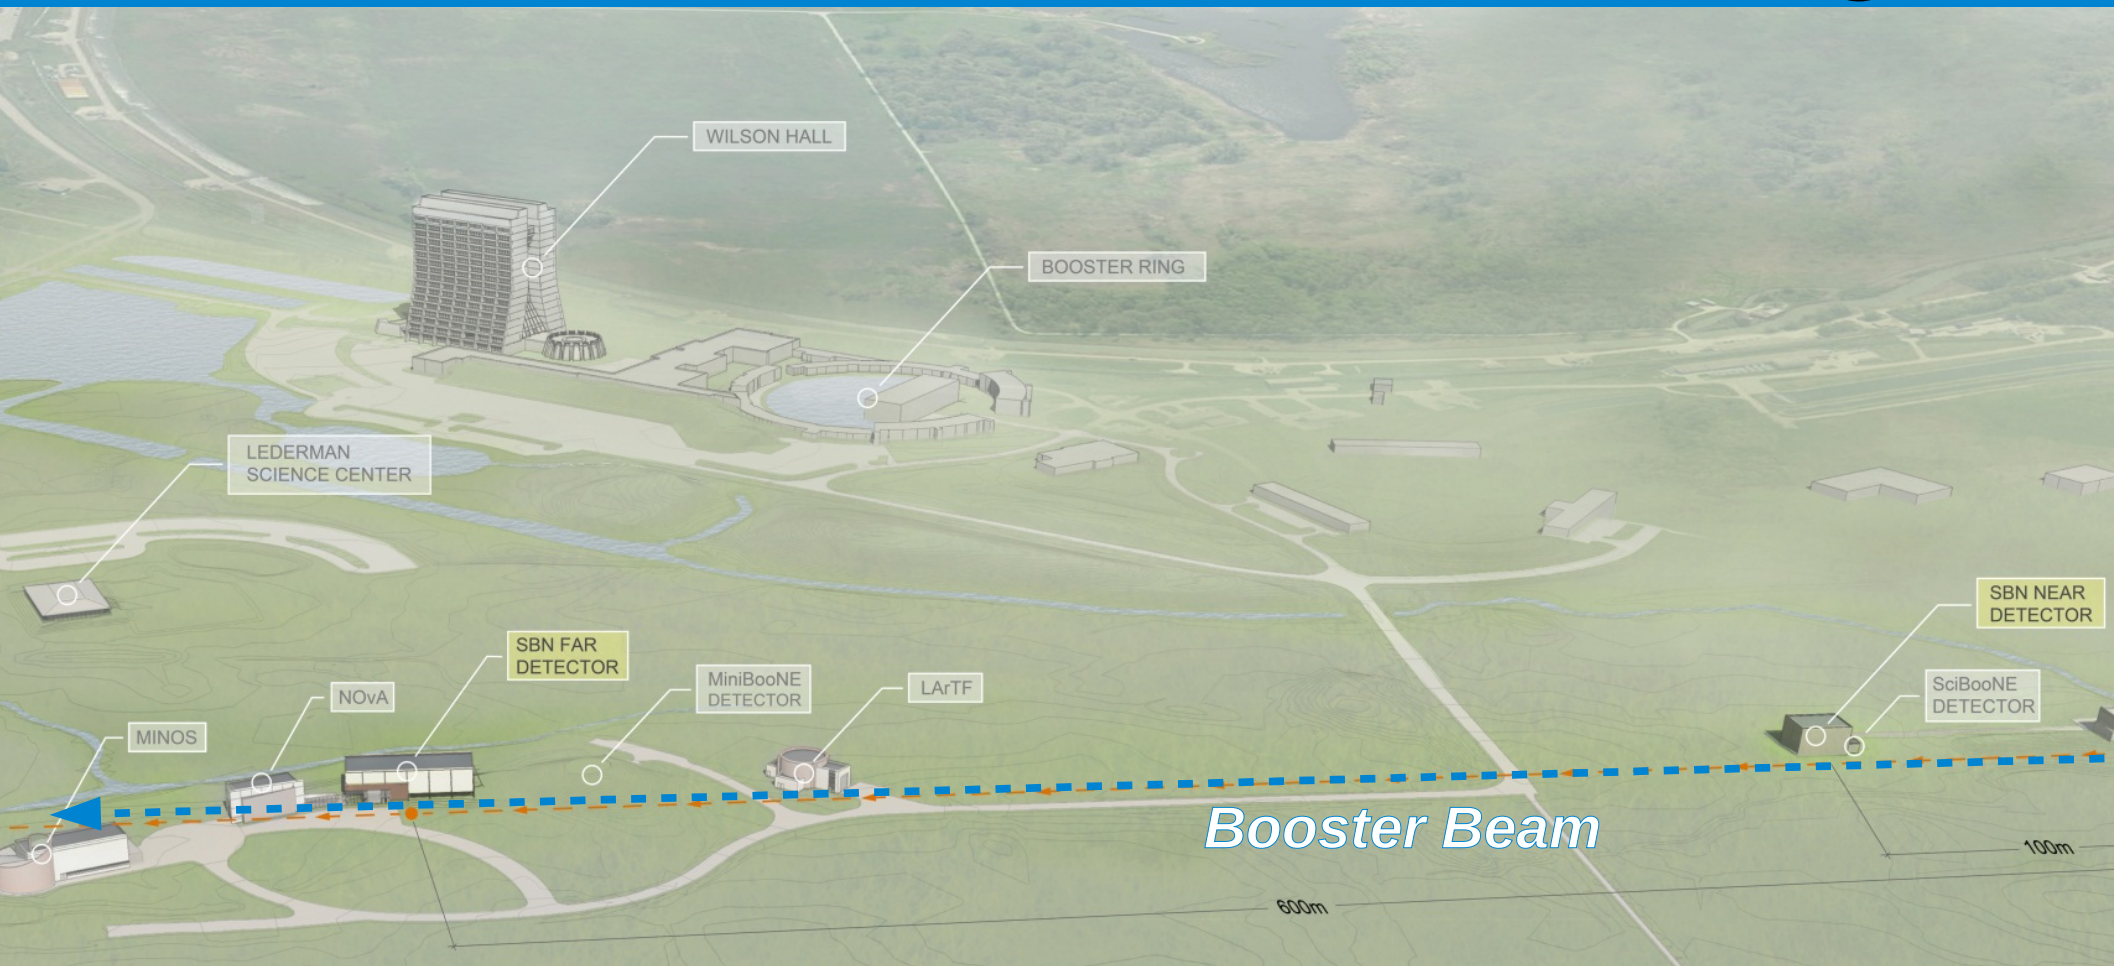 WILSON HALL
BOOSTER RING
LEDERMAN
SCIENCE CENTER
SBN NEAR
DETECTOR
SBN FAR
DETECTOR
MiniBooNE
DETECTOR
LArTF
SciBooNE
DETECTOR
NOvA
MINOS
Booster Beam
100m
600m